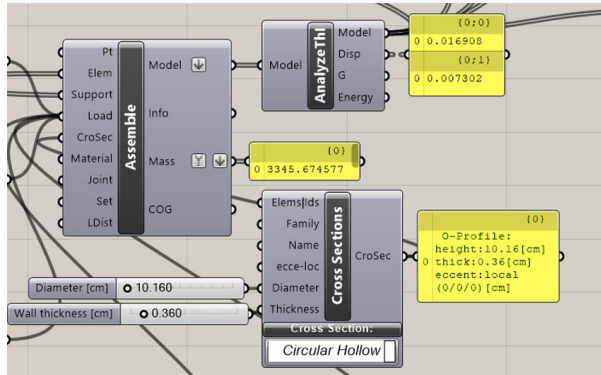 Pt
Elem
Support
Load
CroSec
Material
Joint
Set
LDist
Assemble
Model
Info
Mass
COG
Model
AnalyzeThI
Model
Disp
G
Energy
{0;0}
0 0.016908
{0;1}
0 0.007302
{0}
0 3345.674577
Elems|Ids
Family
Name
ecce-loc
Diameter
Thickness
Cross Sections
CroSec
Cross Section:
Circular Hollow
{0}
0 O-Profile:
height:10.16[cm]
thick:0.36[cm]
eccent:local
(0/0/0)[cm]
Diameter [cm] 10.160
Wall thickness [cm] 0.360